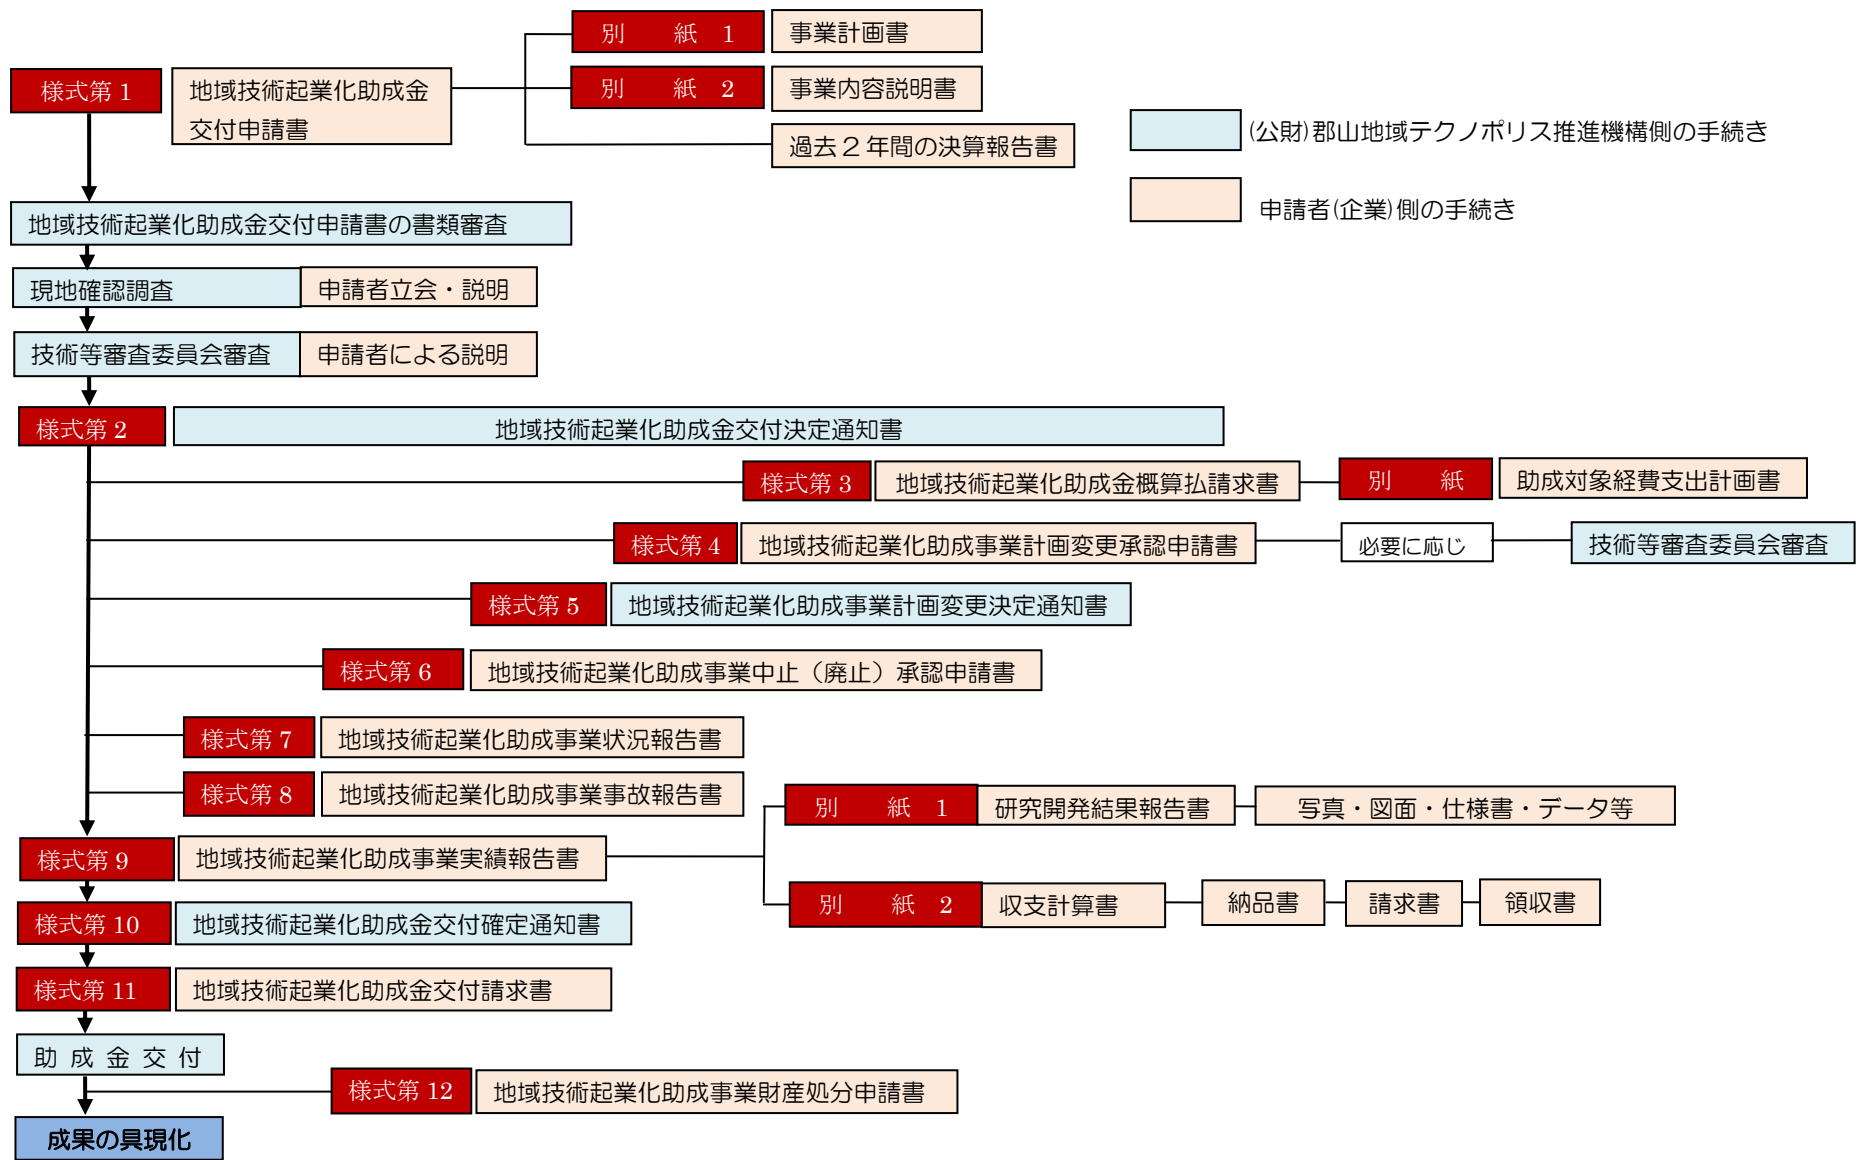 別 紙 1
事業計画書
様式第1
地域技術起業化助成金
交付申請書
別 紙 2
事業内容説明書
過去2年間の決算報告書
(公財)郡山地域テクノポリス推進機構側の手続き
申請者(企業)側の手続き
地域技術起業化助成金交付申請書の書類審査
現地確認調査
申請者立会・説明
技術等審査委員会審査
申請者による説明
様式第2
地域技術起業化助成金交付決定通知書
様式第3
地域技術起業化助成金概算払請求書
別 紙
助成対象経費支出計画書
様式第4
地域技術起業化助成事業計画変更承認申請書
必要に応じ
技術等審査委員会審査
様式第5
地域技術起業化助成事業計画変更決定通知書
様式第6
地域技術起業化助成事業中止（廃止）承認申請書
様式第7
地域技術起業化助成事業状況報告書
様式第8
地域技術起業化助成事業事故報告書
様式第9
地域技術起業化助成事業実績報告書
別 紙 1
研究開発結果報告書
写真・図面・仕様書・データ等
別 紙 2
収支計算書
納品書
請求書
領収書
様式第10
地域技術起業化助成金交付確定通知書
様式第11
地域技術起業化助成金交付請求書
助 成 金 交 付
様式第12
地域技術起業化助成事業財産処分申請書
成果の具現化